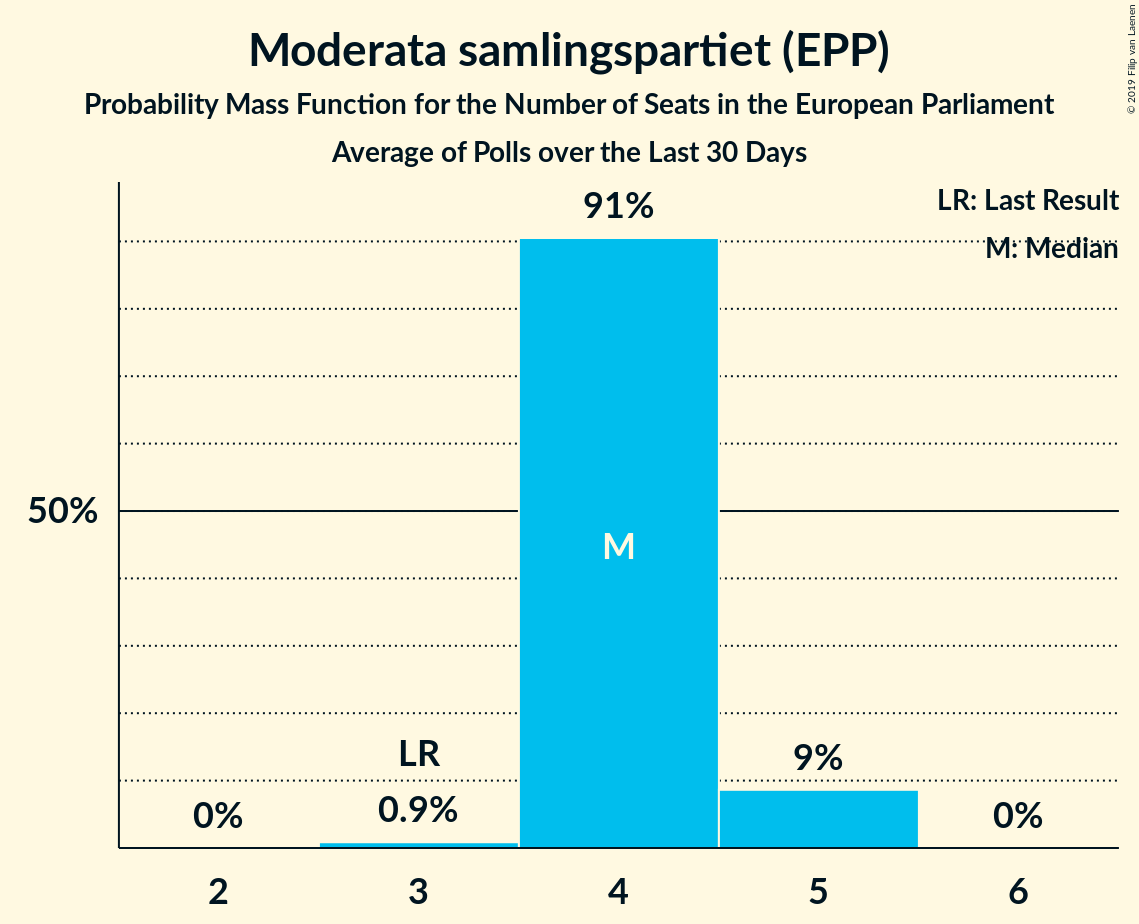 Moderata samlingspartiet (EPP)
Probability Mass Function for the Number of Seats in the European Parliament
Average of Polls over the Last 30 Days
© 2019 Filip van Laenen
LR: Last Result
M: Median
91%
50%
M
LR
9%
0%
0.9%
0%
2
3
4
5
6